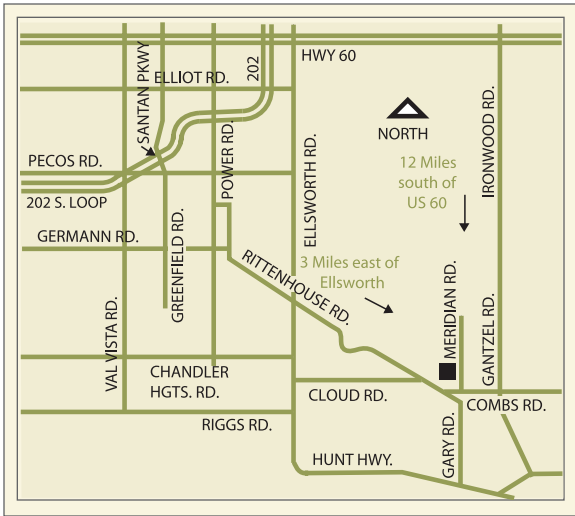 HWY 60
SANTAN PKWY
ELLIOT RD.
202
NORTH
IRONWOOD RD.
PECOS RD.
POWER RD.
12 Miles
south of
US 60
202 S. LOOP
ELLSWORTH RD.
GERMANN RD.
GREENFIELD RD.
RITTENHOUSE RD.
3 Miles east of
Ellsworth
MERIDIAN RD.
VAL VISTA RD.
GANTZEL RD.
CHANDLER
HGTS. RD.
CLOUD RD.
COMBS RD.
RIGGS RD.
GARY RD.
HUNT HWY.